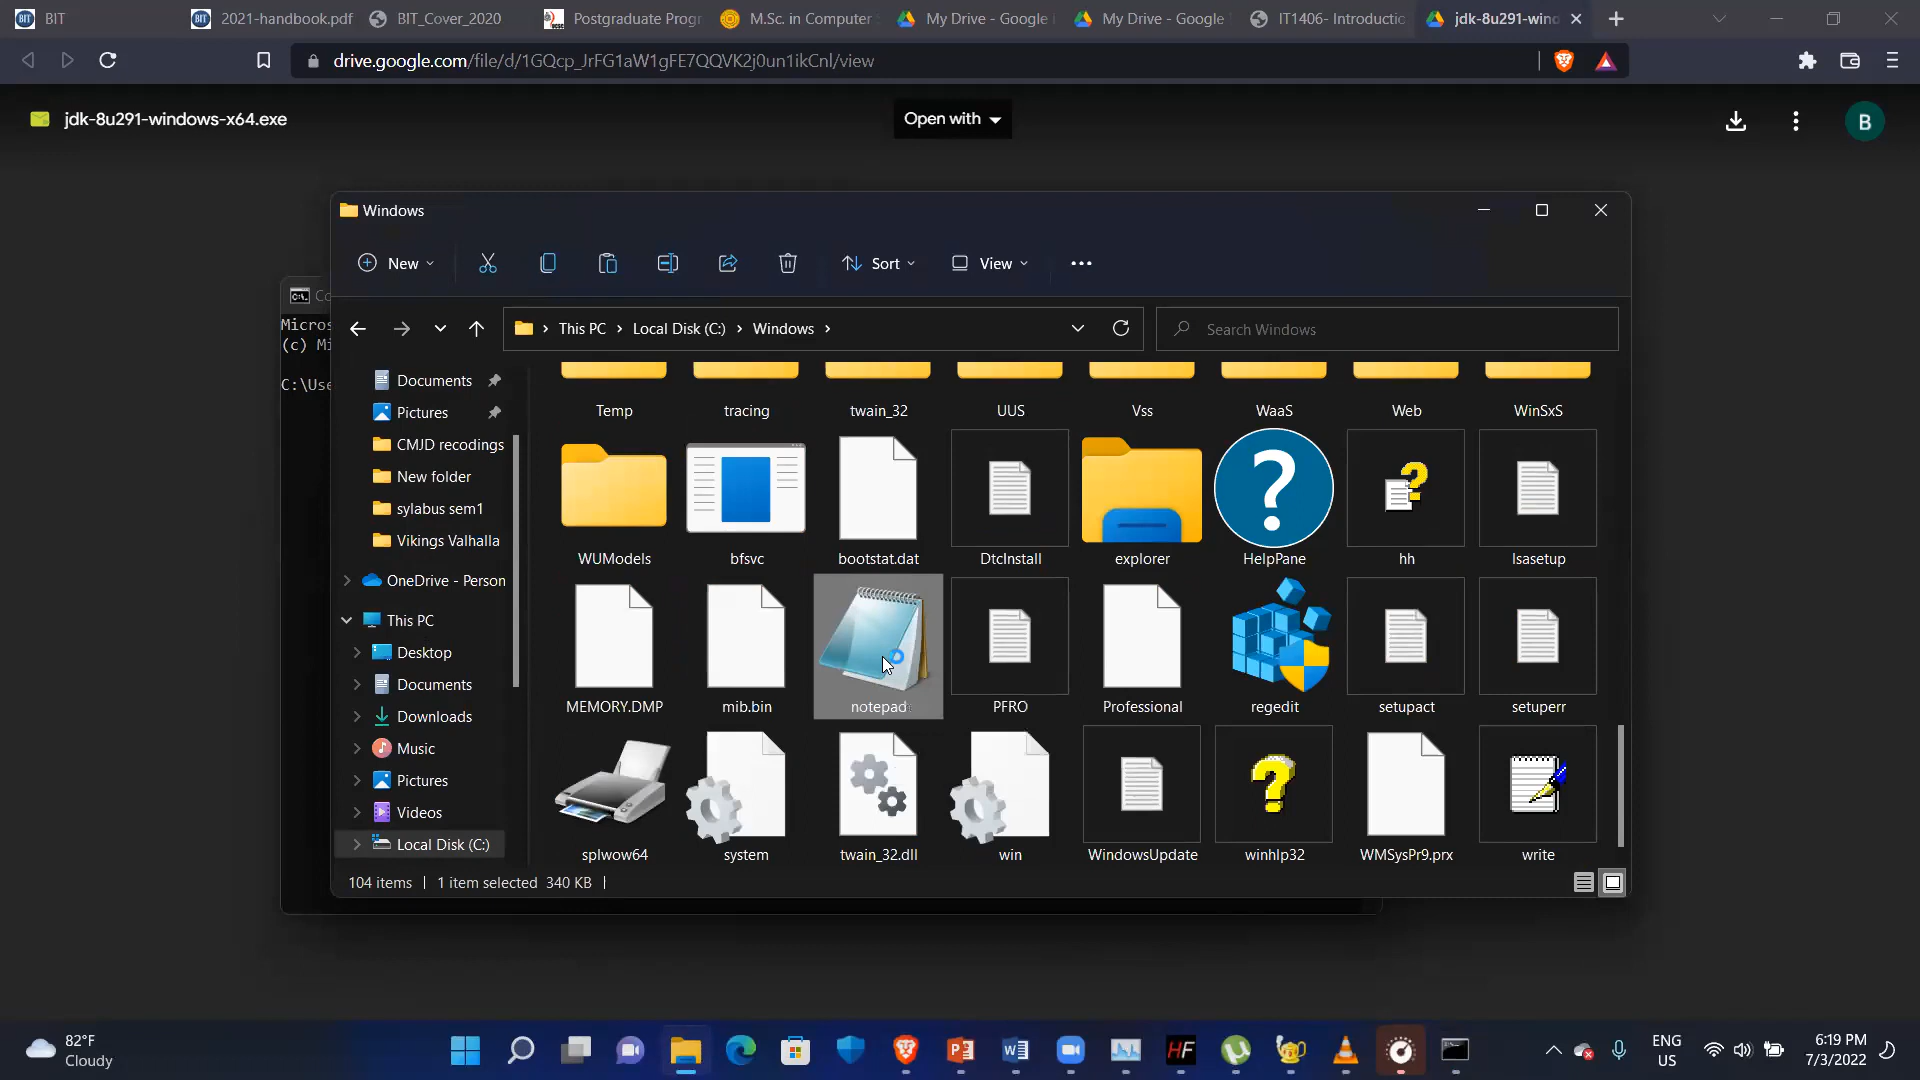 BIT
2021-handbook.pdf
BIT_Cover_2020
Postgraduate Progr
M.Sc. in Computer
My Drive - Google
My Drive - Google
IT1406- Introductio
jdk-8u291-wind
drive.google.com/file/d/1GQcp_JrFG1aW1gFE7QQVK2j0un1ikCnl/view
jdk-8u291-windows-x64.exe
Open with
B
Windows
New
Sort
View
This PC
Local Disk (C:)
Windows
Search Windows
Micros
(c) Mi
C:\Use
Documents
Pictures
CMJD recodings
New folder
sylabus sem1
Vikings Valhalla
OneDrive - Person
This PC
Desktop
Documents
Downloads
Music
Pictures
Videos
Local Disk (C:)
Temp
tracing
twain_32
UUS
Vss
WaaS
Web
WinSxS
WUModels
bfsvc
bootstat.dat
DtcInstall
explorer
HelpPane
hh
lsasetup
MEMORY.DMP
mib.bin
notepad
PFRO
Professional
regedit
setupact
setuperr
splwow64
system
twain_32.dll
win
WindowsUpdate
winhlp32
WMSysPr9.prx
write
104 items
1 item selected 340 KB
82°F
Cloudy
ENG
US
6:19 PM
7/3/2022